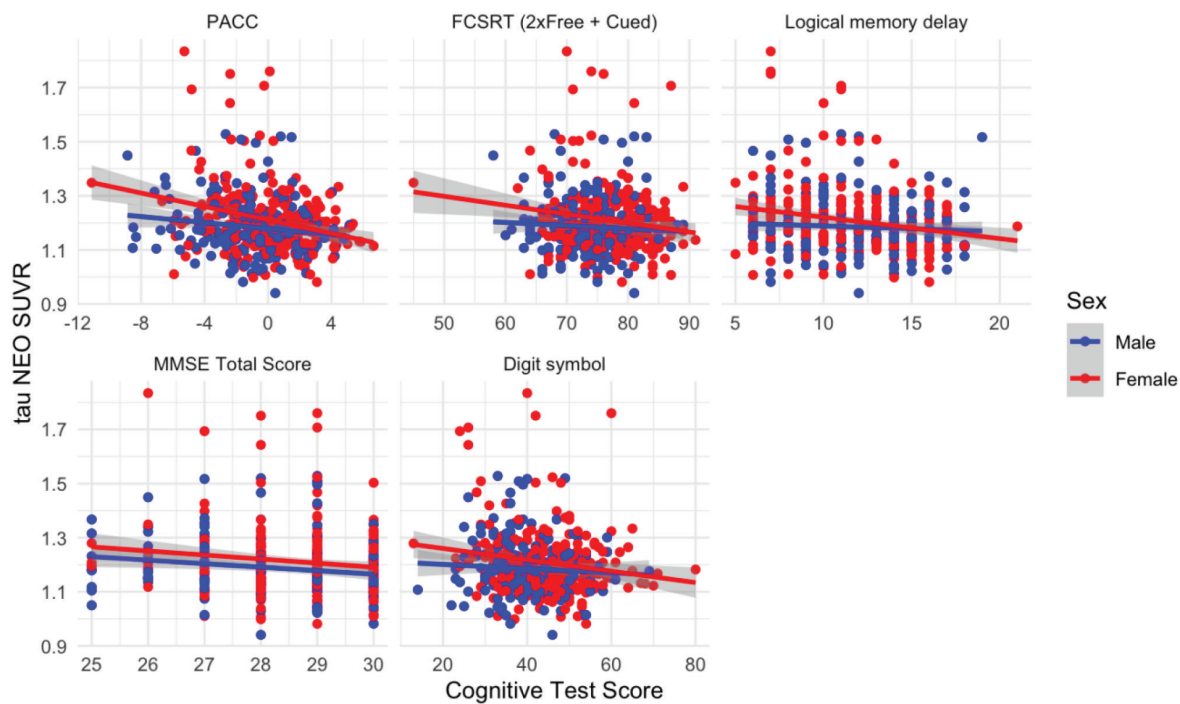 PACC
FCSRT (2xFree + Cued)
Logical memory delay
1.7
1.5
1.3
1.1
0.9
-12 -8 -4 0 4
50 60 70 80 90
5 10 15 20
tau NEO SUVR
Sex
Male
Female
MMSE Total Score
Digit symbol
1.7
1.5
1.3
1.1
0.9
25 26 27 28 29 30
20 40 60 80
Cognitive Test Score